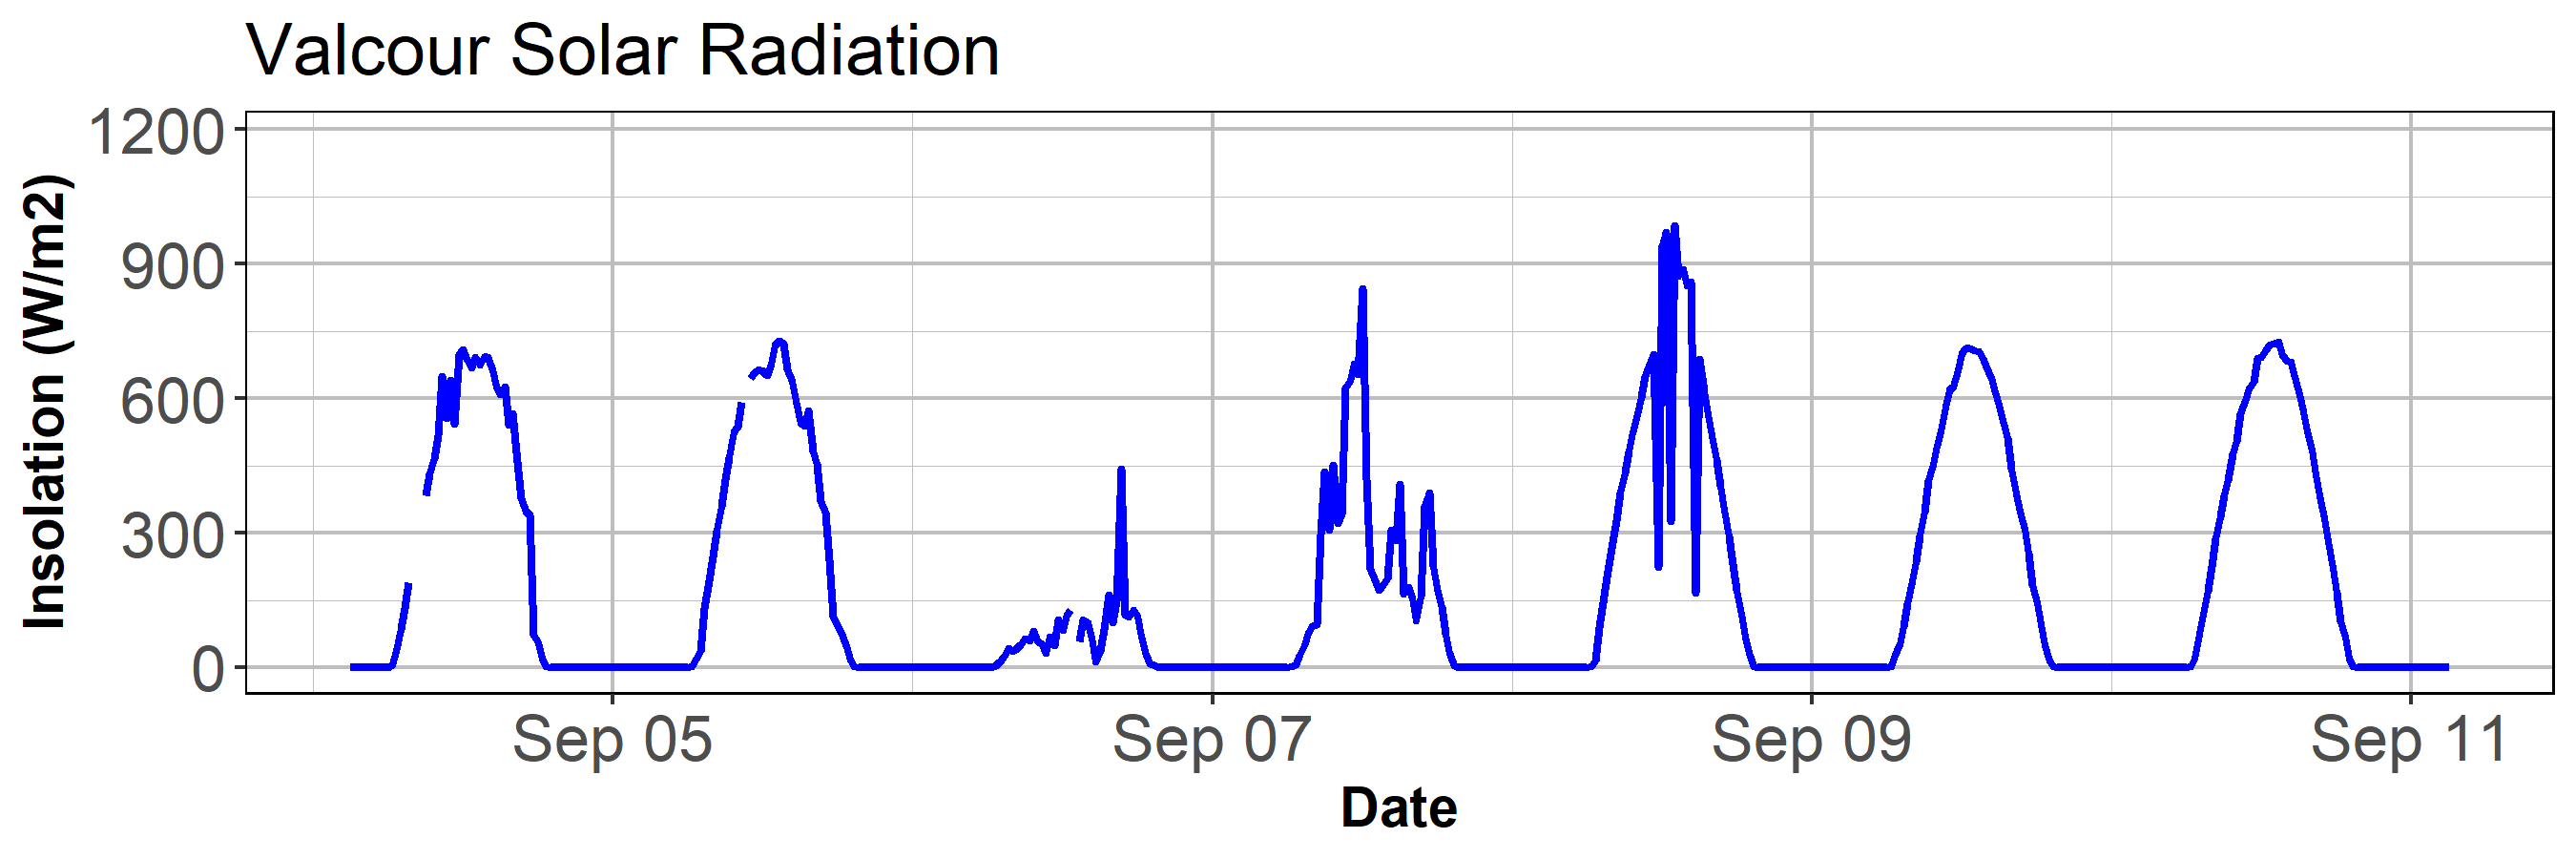 Valcour Solar Radiation
Insolation (W/m2)
1200
900
600
300
0
Sep 05 Sep 07 Sep 09 Sep 11
Date